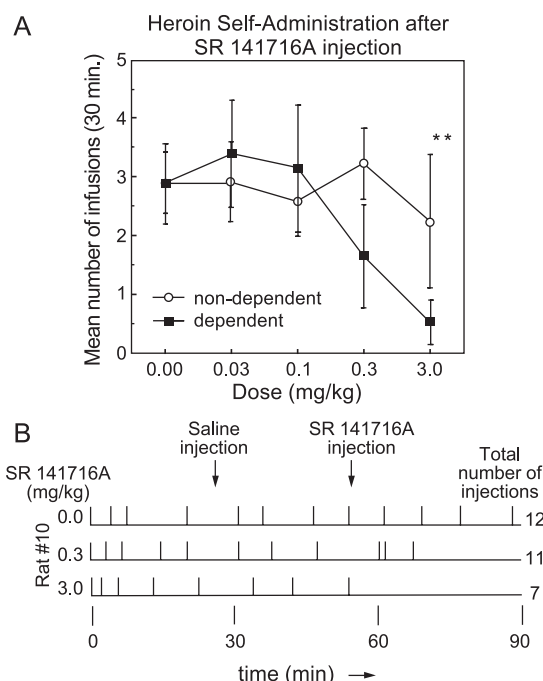 A
Heroin Self-Administration after
SR 141716A injection
Mean number of infusions (30 min.)
5
4
3
2
1
0
**
non-dependent
dependent
0.00 0.03 0.1 0.3 3.0
Dose (mg/kg)
B
Saline
injection
SR 141716A
injection
Total
number of
injections
SR 141716A
(mg/kg)
Rat #10
0.0 12
0.3 11
3.0 7
0 30 60 90
time (min)